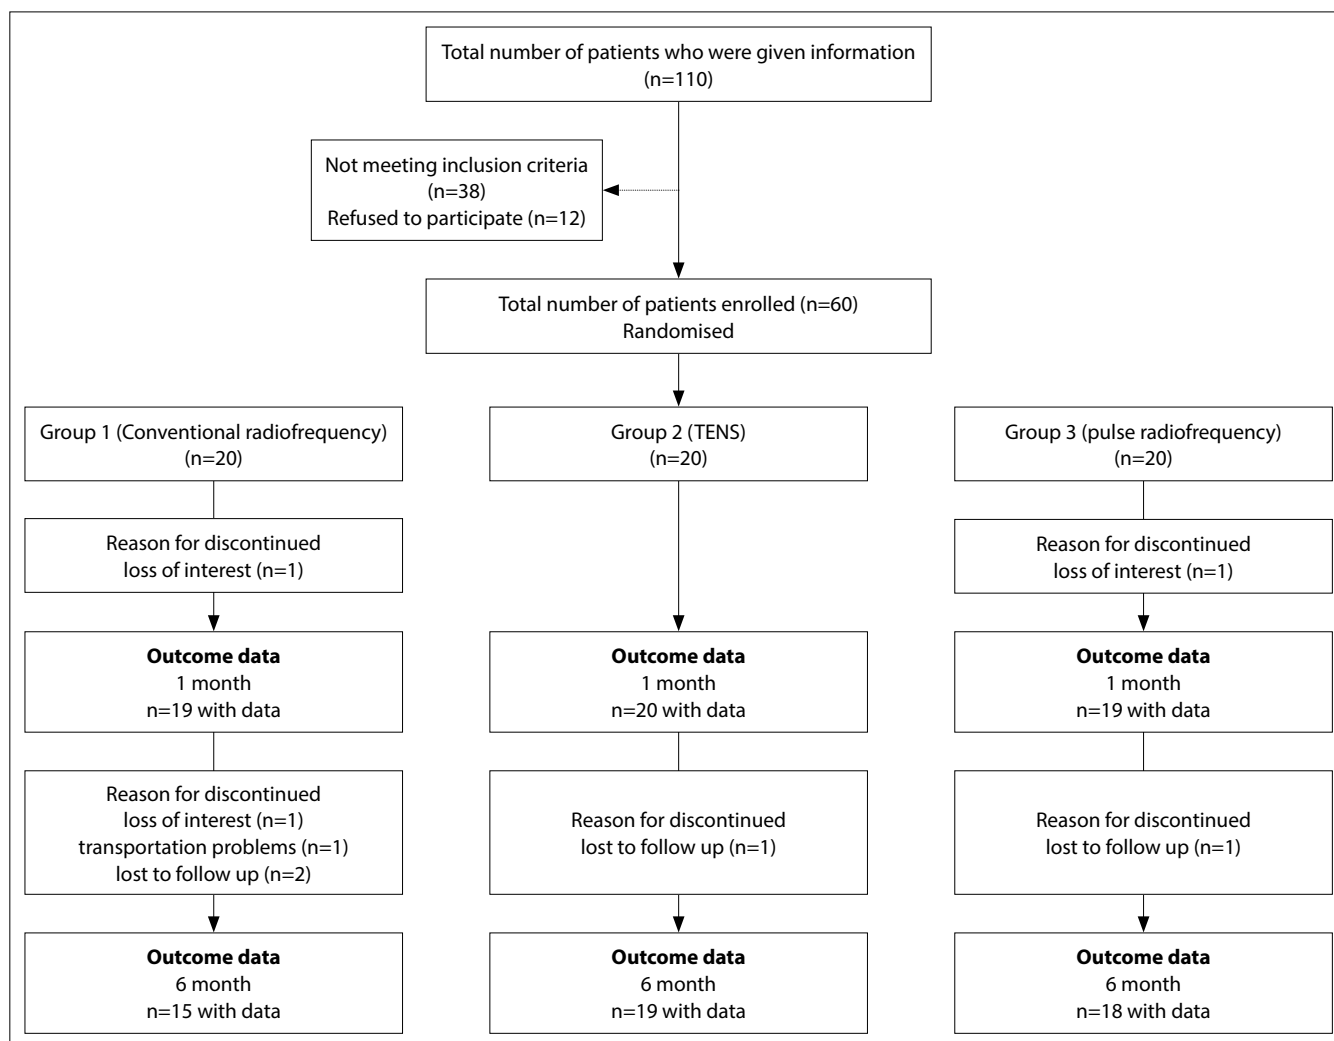 Total number of patients who were given information
(n=110)
Not meeting inclusion criteria
(n=38)
Refused to participate (n=12)
Total number of patients enrolled (n=60)
Randomised
Group 1 (Conventional radiofrequency)
(n=20)
Group 2 (TENS)
(n=20)
Group 3 (pulse radiofrequency)
(n=20)
Reason for discontinued
loss of interest (n=1)
Reason for discontinued
loss of interest (n=1)
Outcome data
1 month
n=19 with data
Outcome data
1 month
n=20 with data
Outcome data
1 month
n=19 with data
Reason for discontinued
loss of interest (n=1)
transportation problems (n=1)
lost to follow up (n=2)
Reason for discontinued
lost to follow up (n=1)
Reason for discontinued
lost to follow up (n=1)
Outcome data
6 month
n=15 with data
Outcome data
6 month
n=19 with data
Outcome data
6 month
n=18 with data